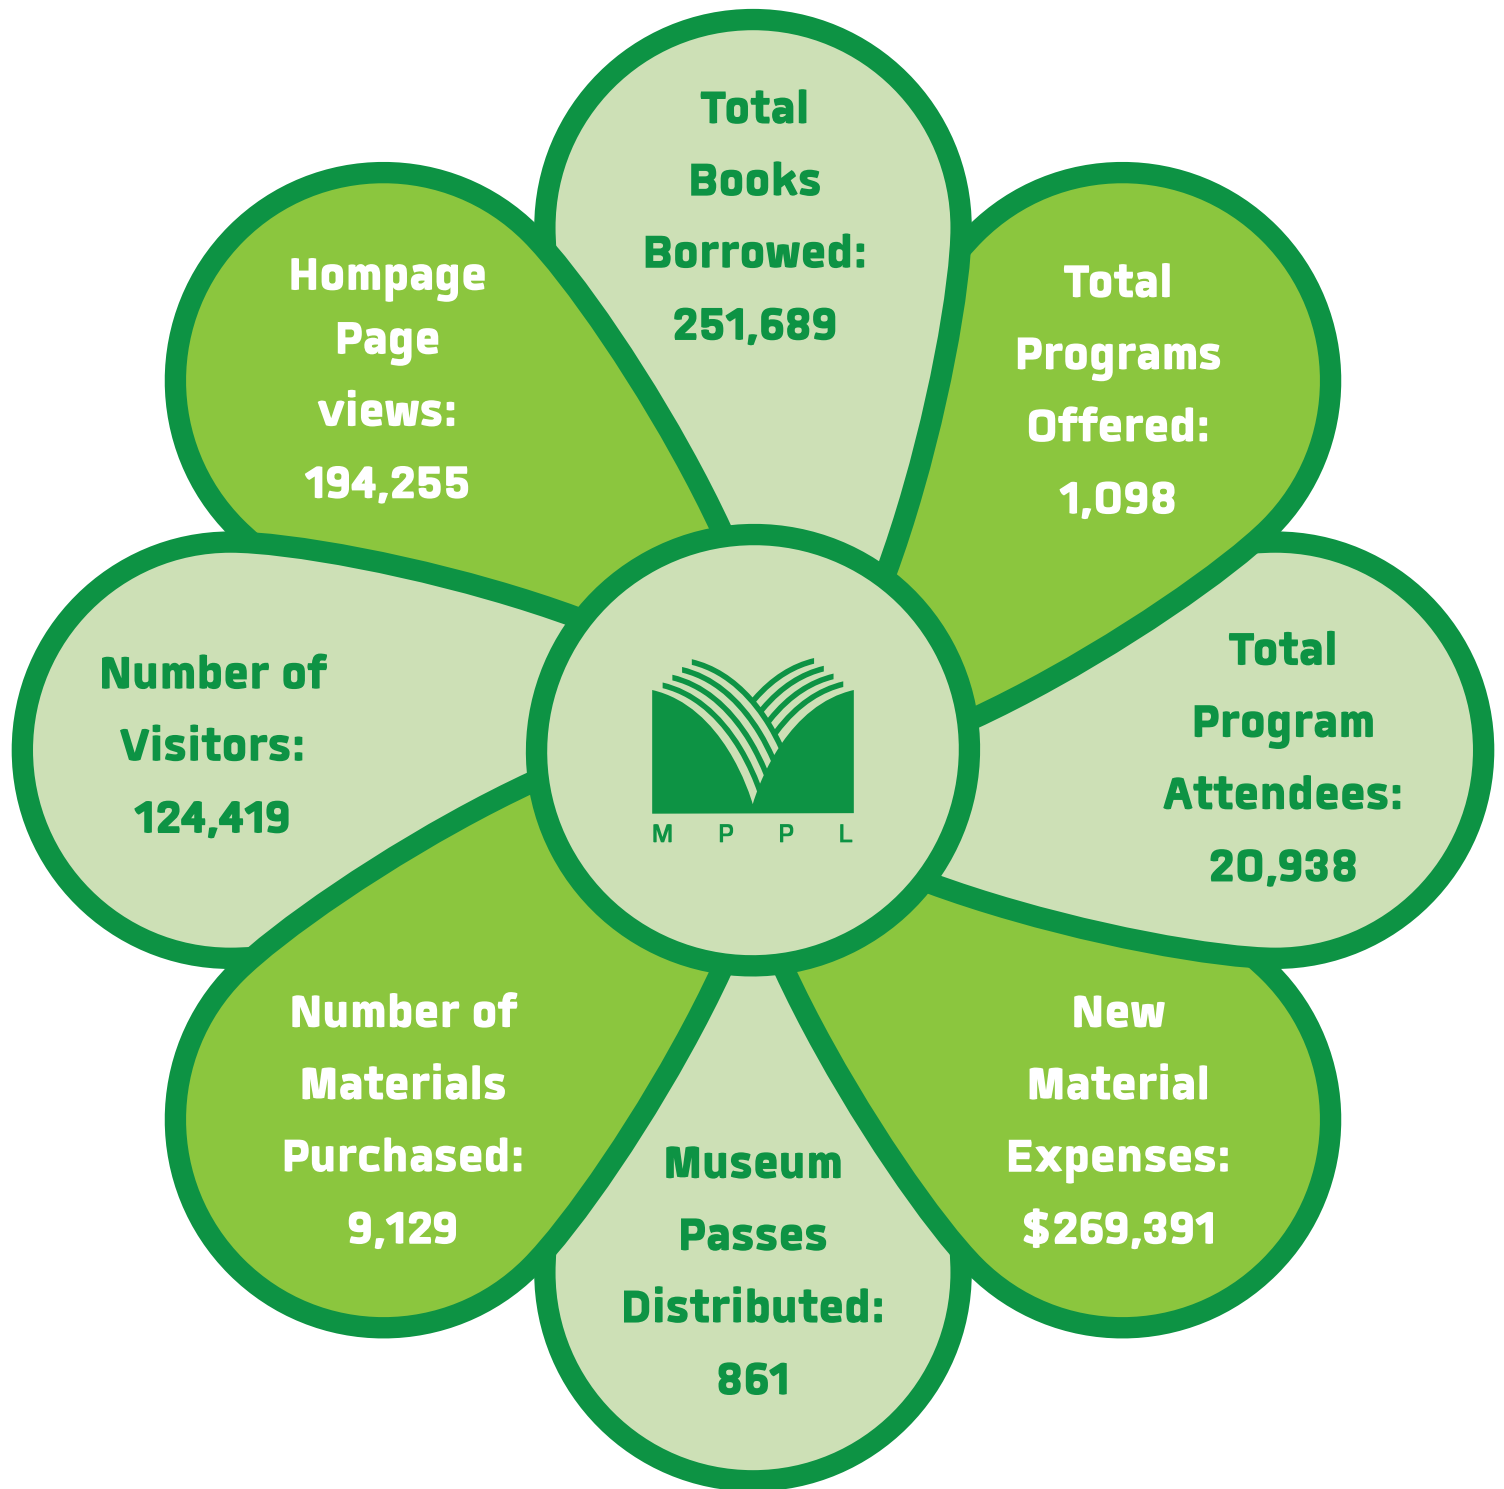 Total
Books
Borrowed:
251,689
Total
Programs
Offered:
1,098
Total
Program
Attendees:
20,938
New
Material
Expenses:
$269,391
Museum
Passes
Distributed:
861
Number of
Materials
Purchased:
9,129
Number of
Visitors:
124,419
Hompage
Page
views:
194,255
M P P L